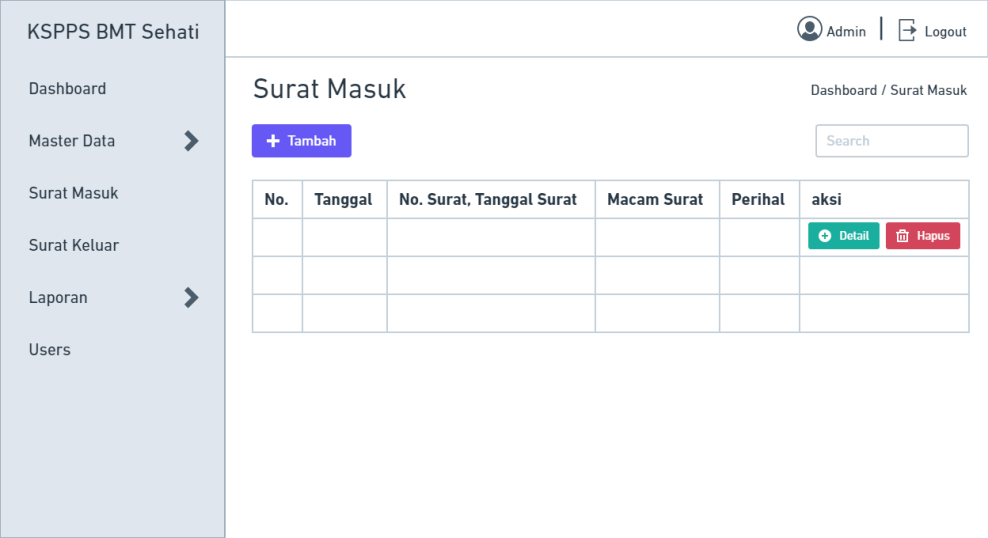 KSPPS BMT Sehati
Admin | Logout
Dashboard
Master Data
Surat Masuk
Surat Keluar
Laporan
Users
Surat Masuk
Dashboard / Surat Masuk
Tambah
Search
No. Tanggal No. Surat, Tanggal Surat Macam Surat Perihal aksi
Detail Hapus